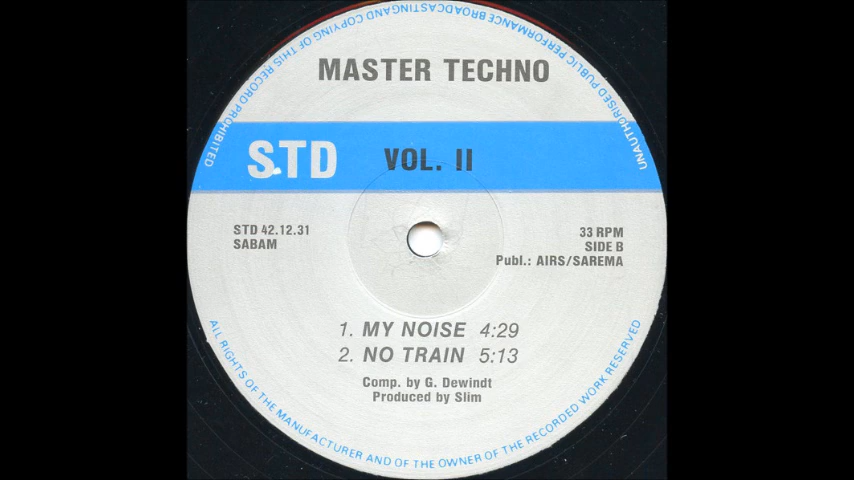 MASTER TECHNO
STD VOL. II
STD 42.12.31
SABAM
33 RPM
SIDE B
Publ.: AIRS/SAREMA
1. MY NOISE 4:29
2. NO TRAIN 5:13
Comp. by G. Dewindt
Produced by Slim
ALL RIGHTS OF THE MANUFACTURER AND OF THE OWNER OF THE RECORDED WORK RESERVED
UNAUTHORISED PUBLIC PERFORMANCE BROADCASTING AND COPYING OF THIS RECORD PROHIBITED